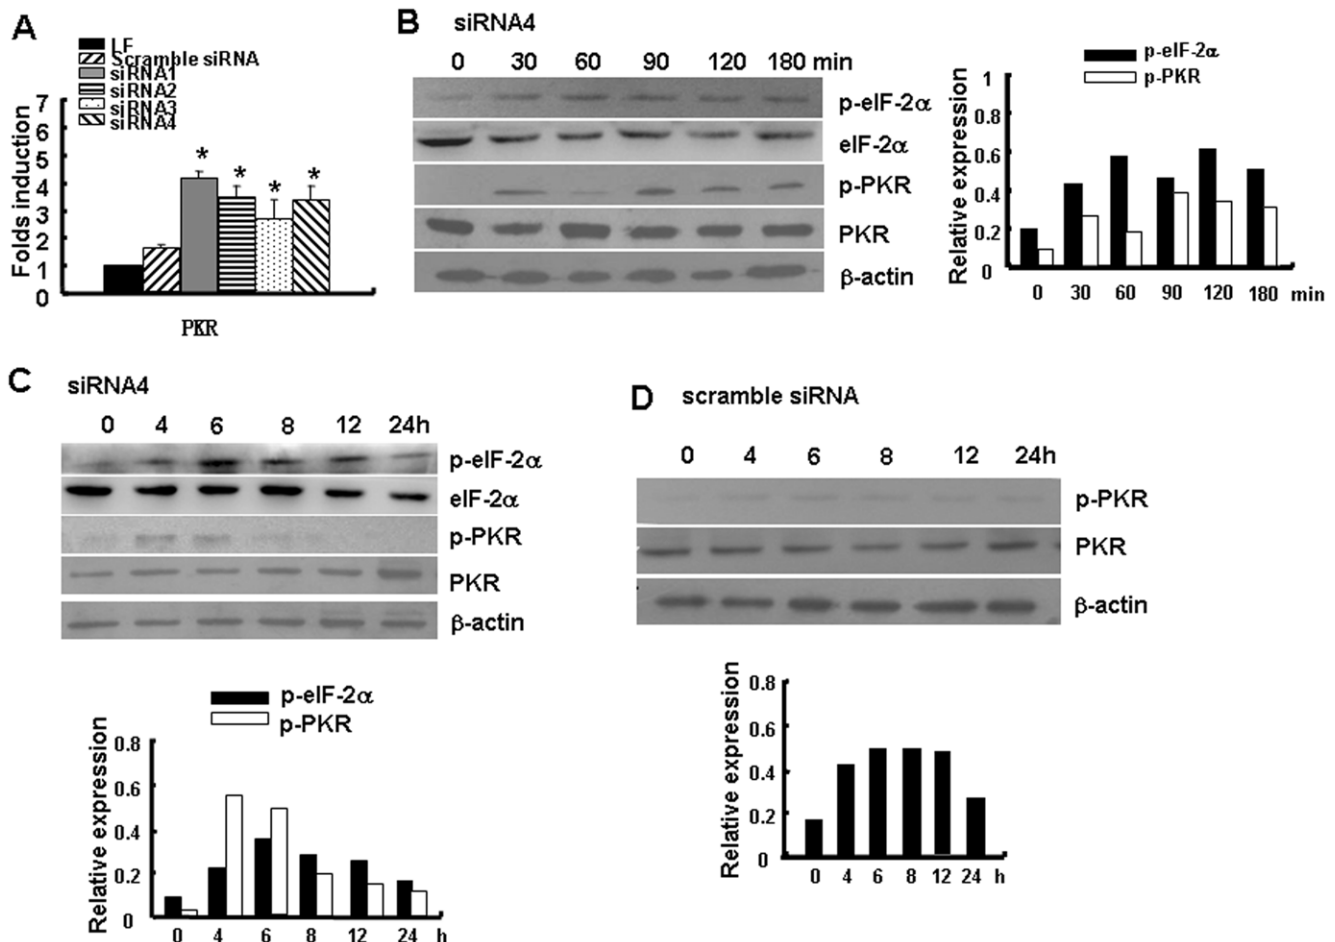 A
LF
Scramble siRNA
siRNA1
siRNA2
siRNA3
siRNA4
Folds induction
7
6
5
4
3
2
1
0
* * * *
PKR
B siRNA4
0 30 60 90 120 180 min
p-eIF-2α
eIF-2α
p-PKR
PKR
β-actin
p-eIF-2α
p-PKR
Relative expression
1
0.8
0.6
0.4
0.2
0
0 30 60 90 120 180 min
C siRNA4
0 4 6 8 12 24h
p-eIF-2α
eIF-2α
p-PKR
PKR
β-actin
p-eIF-2α
p-PKR
Relative expression
0.8
0.6
0.4
0.2
0
0 4 6 8 12 24 h
D scramble siRNA
0 4 6 8 12 24h
p-PKR
PKR
β-actin
Relative expression
0.8
0.6
0.4
0.2
0
0 4 6 8 12 24 h